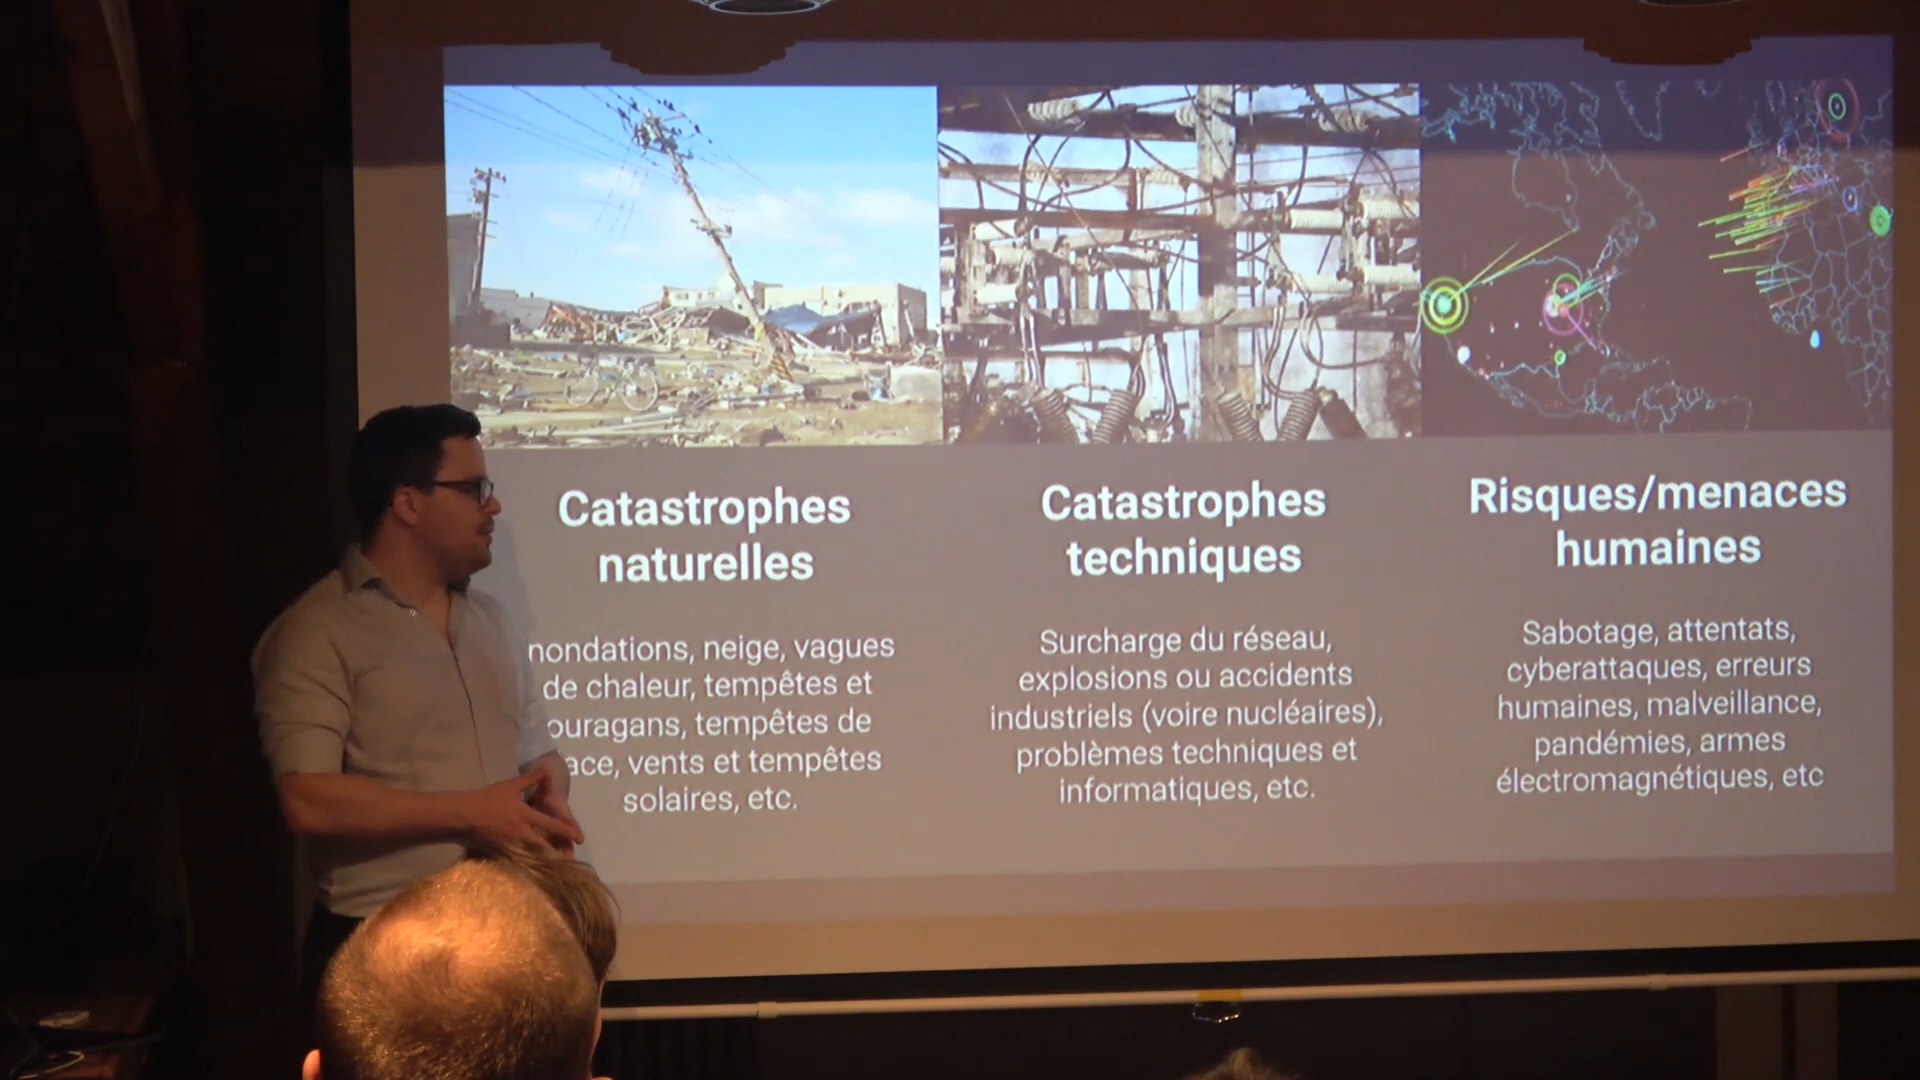 Catastrophes
naturelles
nondations, neige, vagues
de chaleur, tempêtes et
ouragans, tempêtes de
ace, vents et tempêtes
solaires, etc.
Catastrophes
techniques
Surcharge du réseau,
explosions ou accidents
industriels (voire nucléaires),
problèmes techniques et
informatiques, etc.
Risques/menaces
humaines
Sabotage, attentats,
cyberattaques, erreurs
humaines, malveillance,
pandémies, armes
électromagnétiques, etc